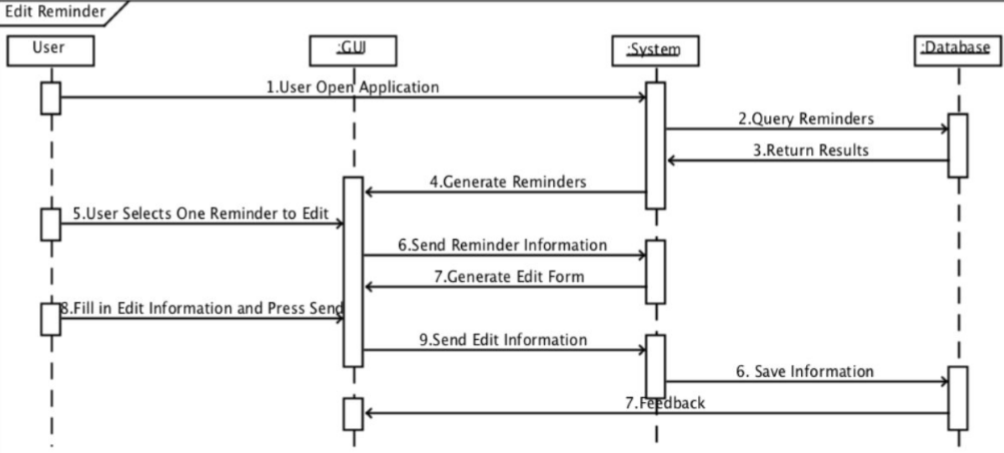 Edit Reminder
User
:GUI
:System
:Database
1.User Open Application
2.Query Reminders
3.Return Results
4.Generate Reminders
5.User Selects One Reminder to Edit
6.Send Reminder Information
7.Generate Edit Form
8.Fill in Edit Information and Press Send
9.Send Edit Information
6. Save Information
7.Feedback